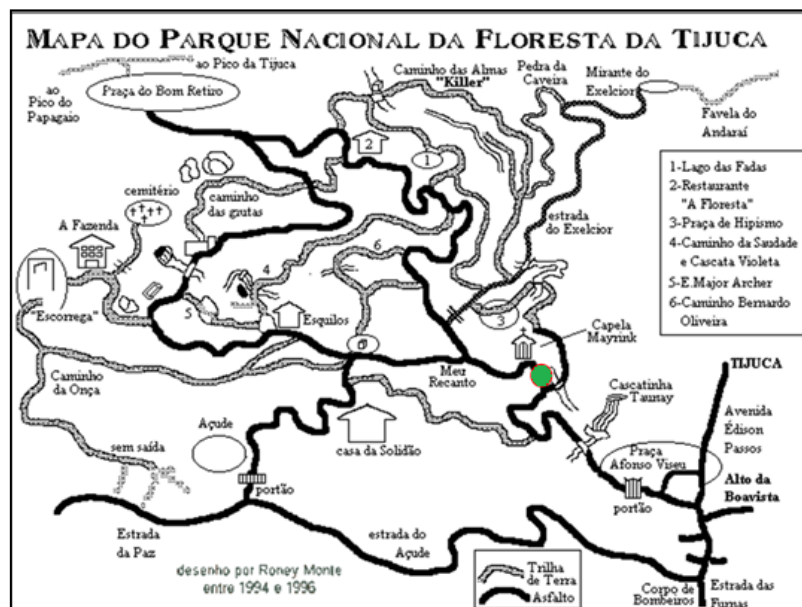 MAPA DO PARQUE NACIONAL DA FLORESTA DA TIJUCA
ao Pico da Tijuca
ao
Pico do
Papagaio
Praça do Bom Retiro
Caminho das Almas
"Killer"
Pedra da
Caveira
Mirante do
Exelcior
Favela do
Andaraí
1-Lago das Fadas
2-Restaurante
"A Floresta"
3-Praça de Hipismo
4-Caminho da Saudade
e Cascata Violeta
5-E.Major Archer
6-Caminho Bernardo
Oliveira
2
1
cemitério
caminho
das grutas
A Fazenda
estrada
do Exelcior
6
4
"Escorrega"
5
Esquilos
3
Capela
Mayrink
Meu
Recanto
TIJUCA
Caminho
da Onça
Cascatinha
Taunay
Avenida
Édison
Passos
Açude
casa da Solidão
sem saída
Praça
Afonso Viseu
Alto da
Boavista
portão
portão
Estrada
da Paz
estrada do
Açude
desenho por Roney Monte
entre 1994 e 1996
Trilha
de Terra
Asfalto
Corpo de
Bombeiros
Estrada das
Furnas